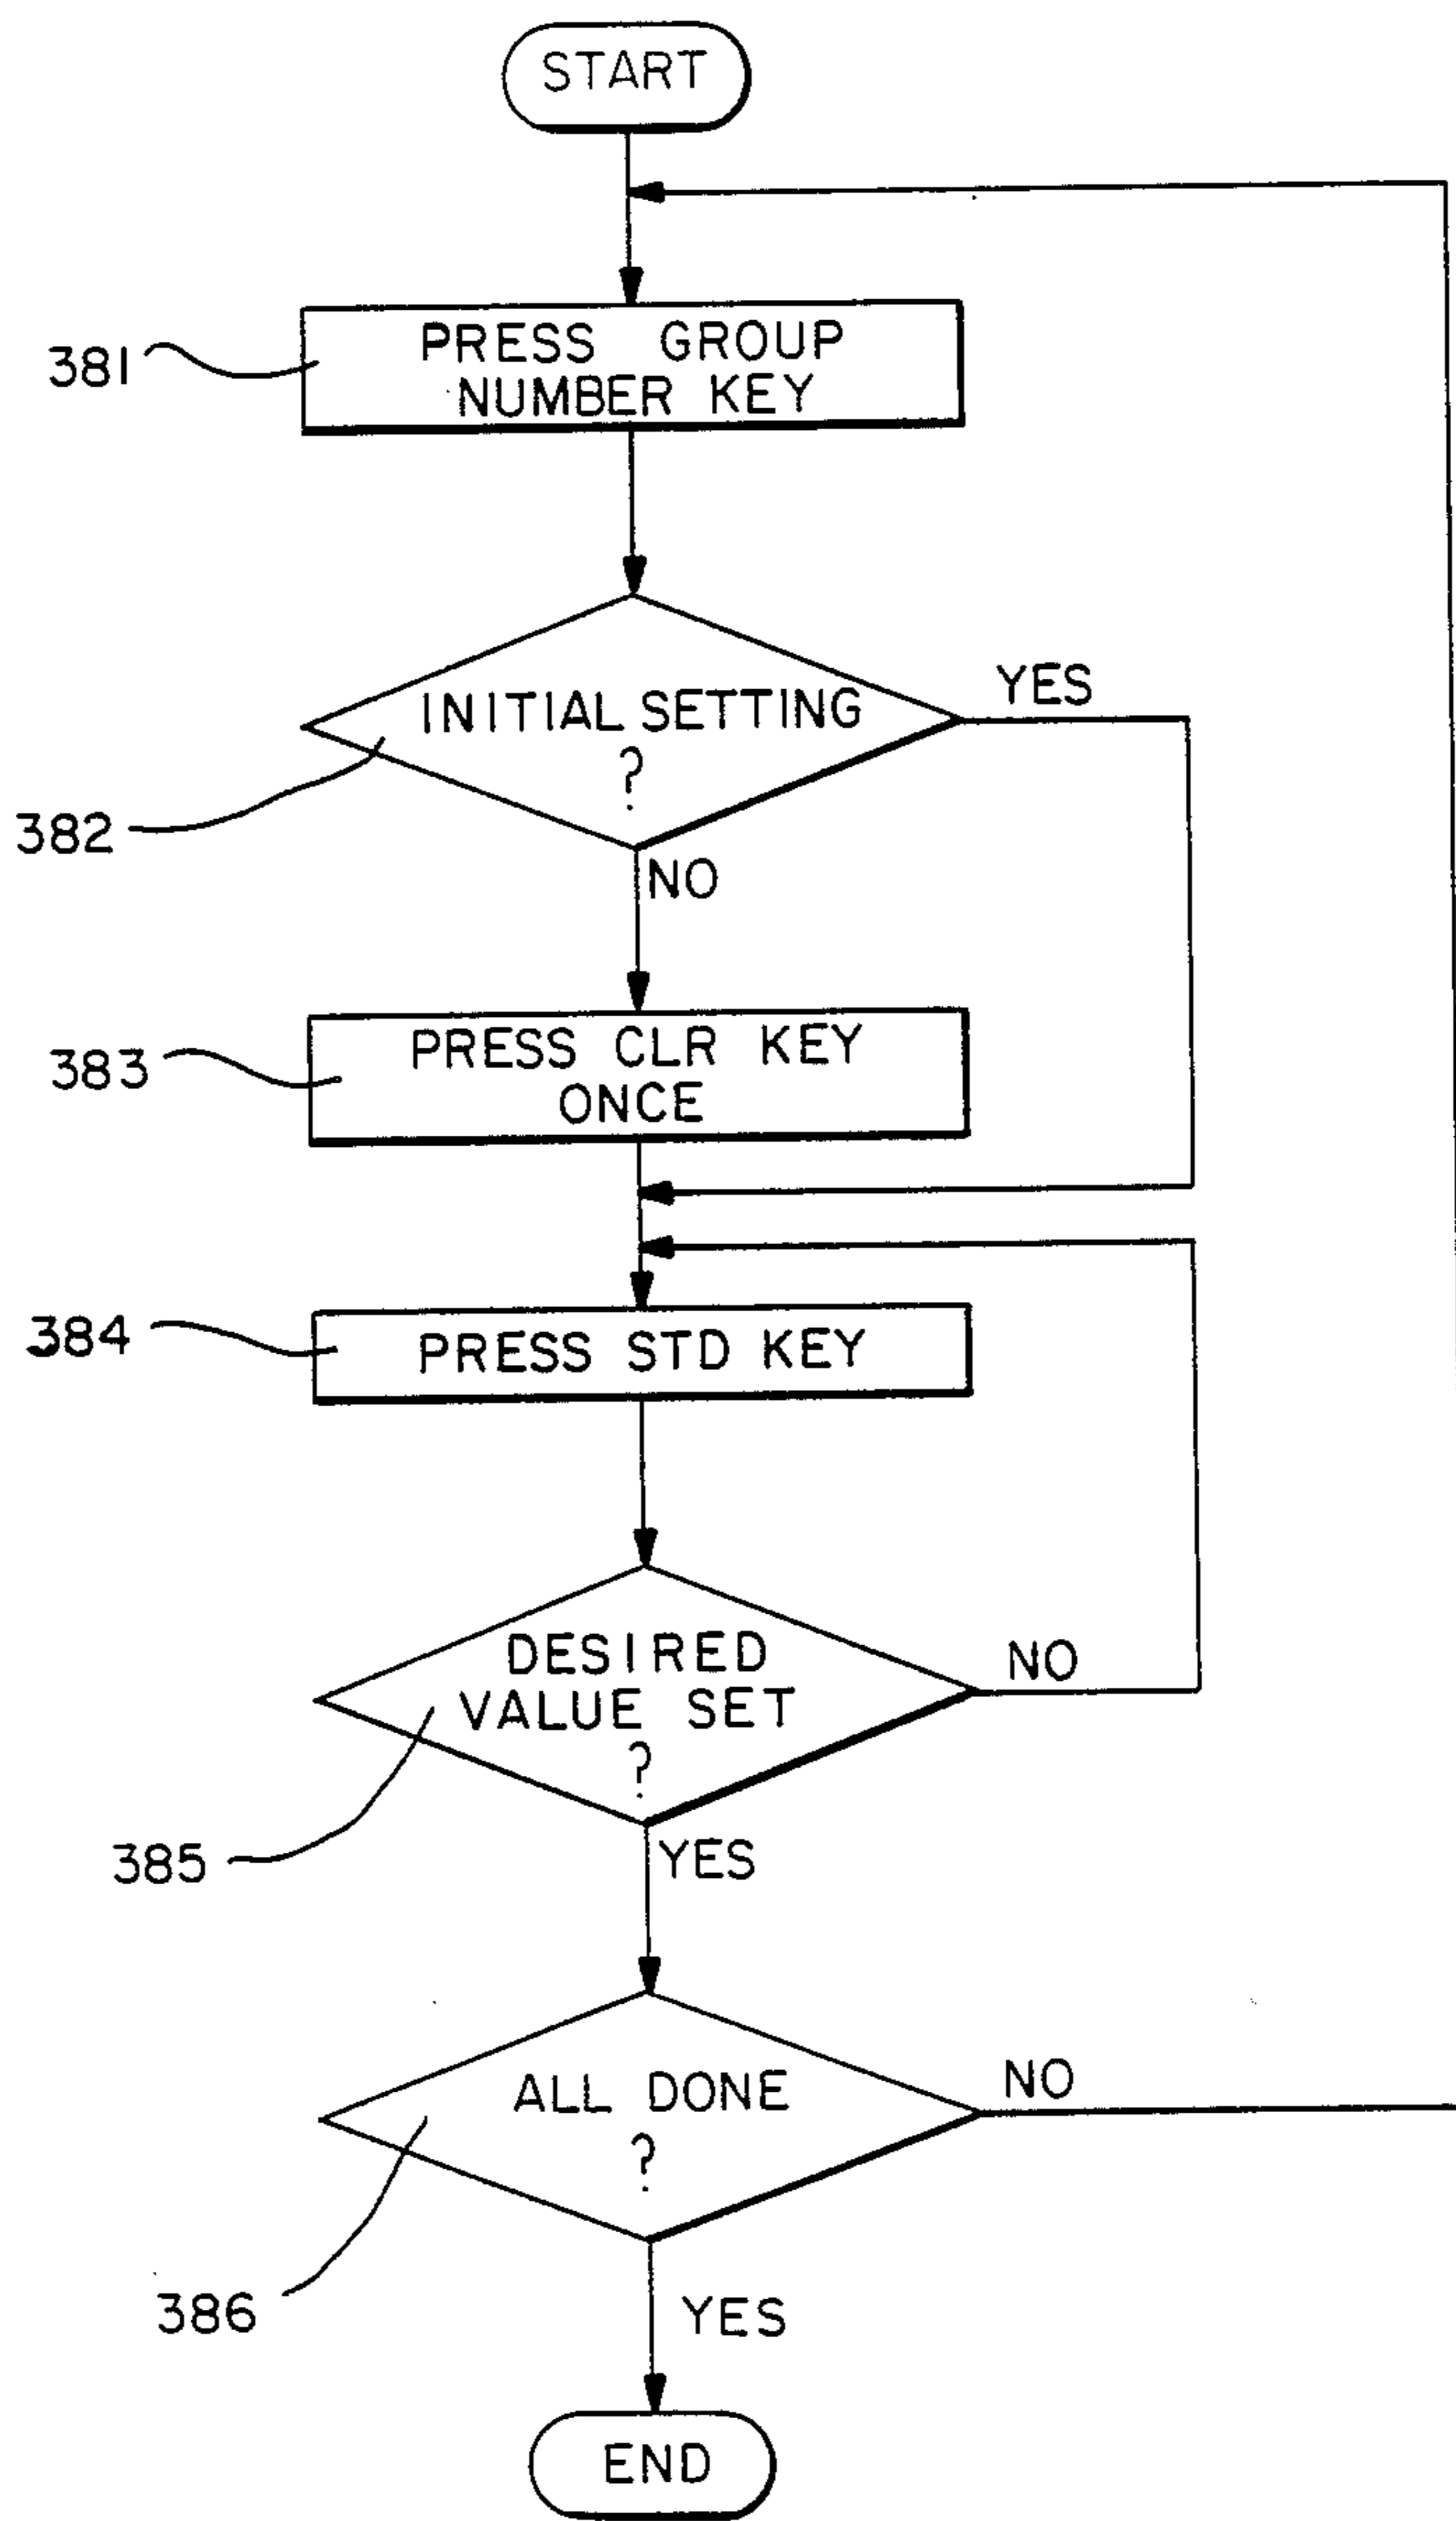 START
381
PRESS GROUP
NUMBER KEY
INITIAL SETTING
?
YES
382
NO
383
PRESS CLR KEY
ONCE
384
PRESS STD KEY
DESIRED
VALUE SET
?
NO
385
YES
ALL DONE
?
NO
386
YES
END